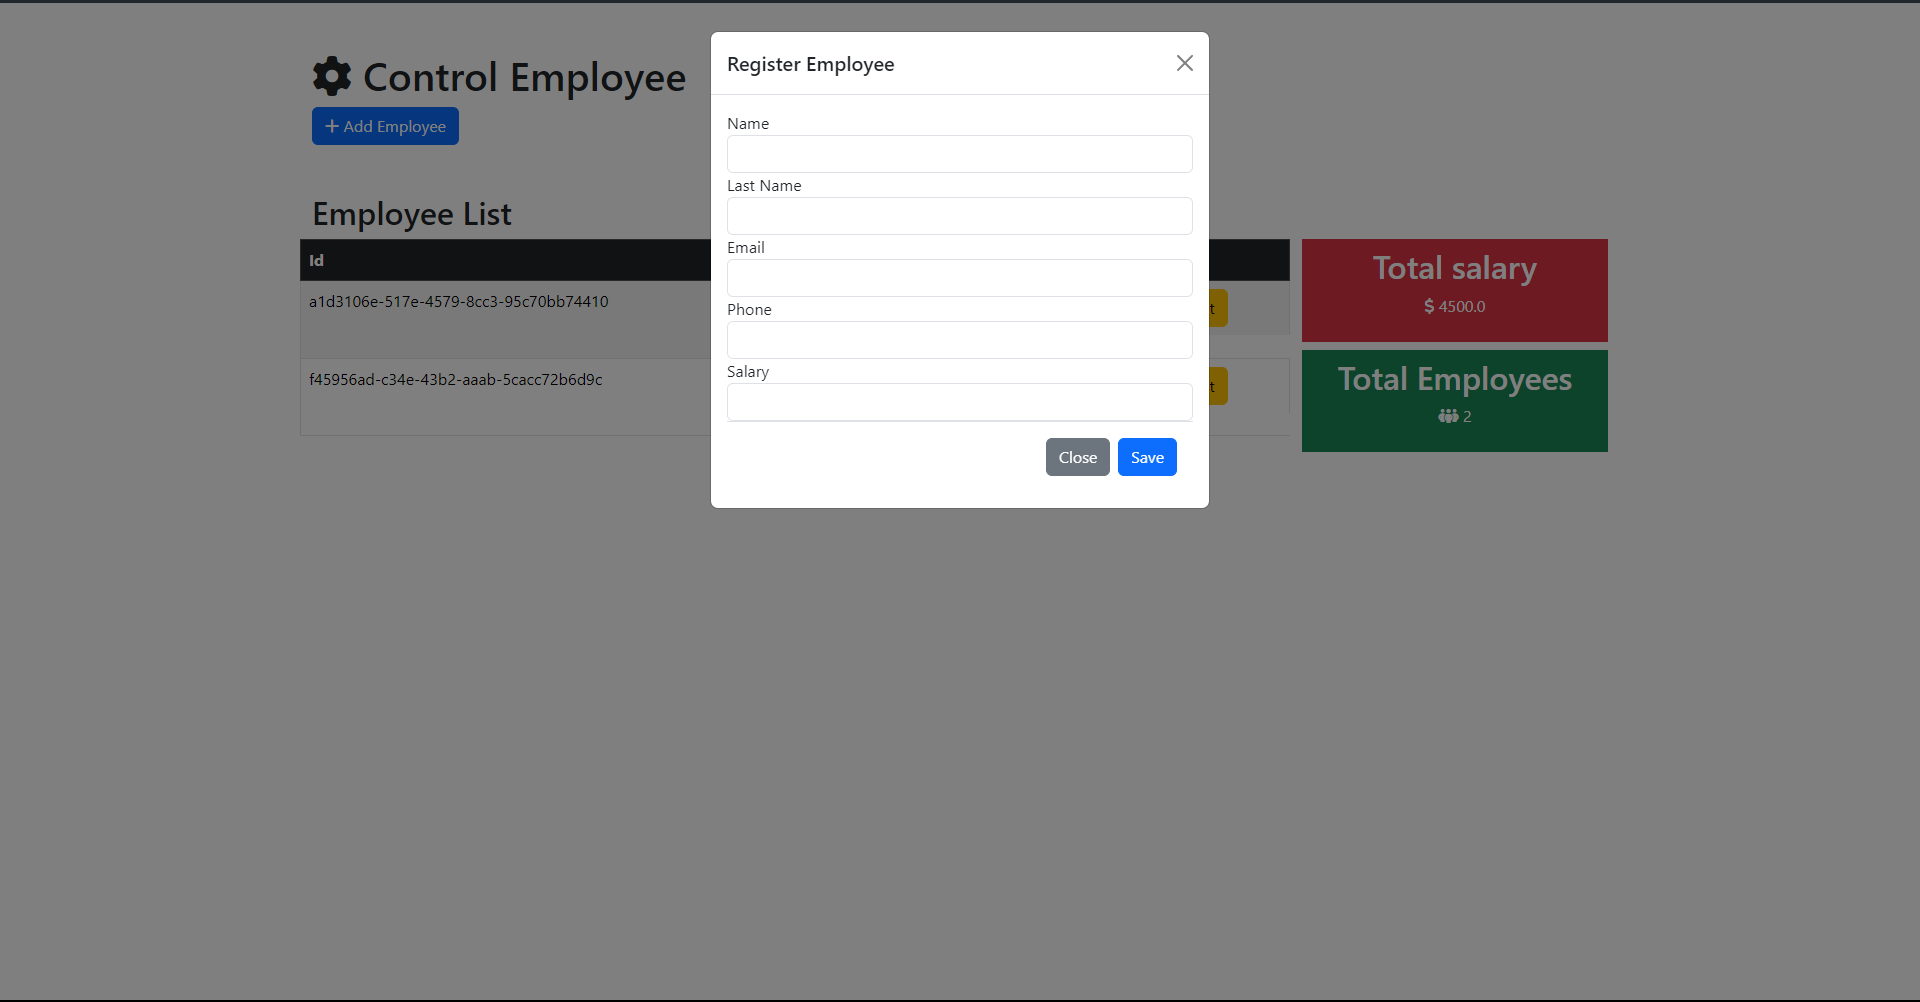 Control Employee
Add Employee
Employee List
Id
a1d3106e-517e-4579-8cc3-95c70bb74410
f45956ad-c34e-43b2-aaab-5cacc72b6d9c
Register Employee
Name
Last Name
Email
Phone
Salary
Close Save
t
t
Total salary
$ 4500.0
Total Employees
2